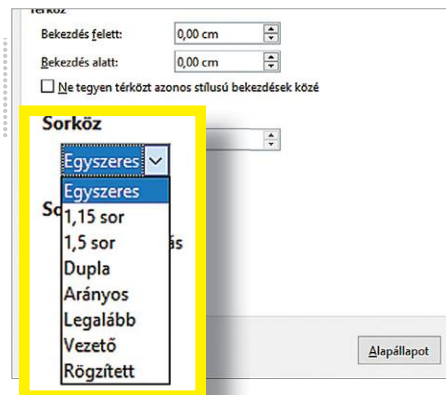 Térköz
Bekezdés felett: 0,00 cm
Bekezdés alatt: 0,00 cm
Ne tegyen térközt azonos stílusú bekezdések közé
Sorköz
Egyszeres
Egyszeres
1,15 sor
1,5 sor
Dupla
Arányos
Legalább
Vezető
Rögzített
Alapállapot